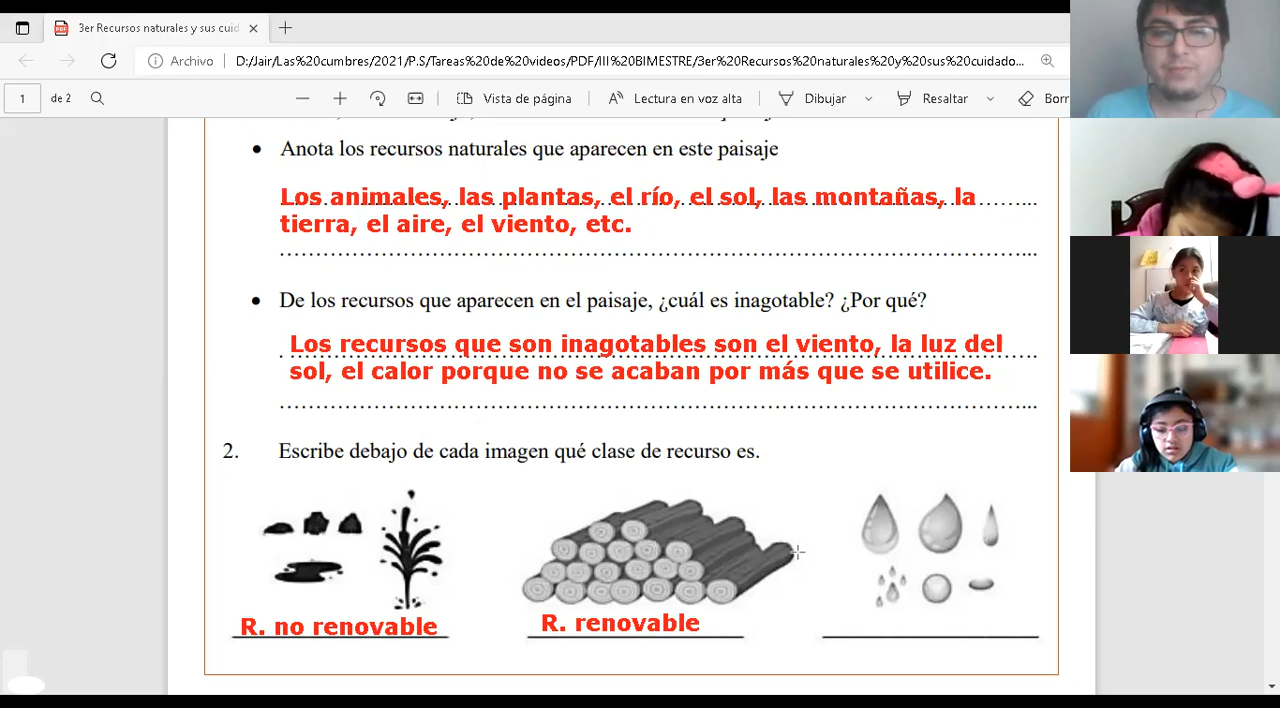 3er Recursos naturales y sus cuid
Archivo
D:/Jair/Las%20cumbres/2021/P.S/Tareas%20de%20videos/PDF/III%20BIMESTRE/3er%20Recursos%20naturales%20y%20sus%20cuidado...
1 de 2
Vista de página
Lectura en voz alta
Dibujar
Resaltar
Borr
• Anota los recursos naturales que aparecen en este paisaje
Los animales, las plantas, el río, el sol, las montañas, la
tierra, el aire, el viento, etc.
• De los recursos que aparecen en el paisaje, ¿cuál es inagotable? ¿Por qué?
Los recursos que son inagotables son el viento, la luz del
sol, el calor porque no se acaban por más que se utilice.
2. Escribe debajo de cada imagen qué clase de recurso es.
R. no renovable
R. renovable